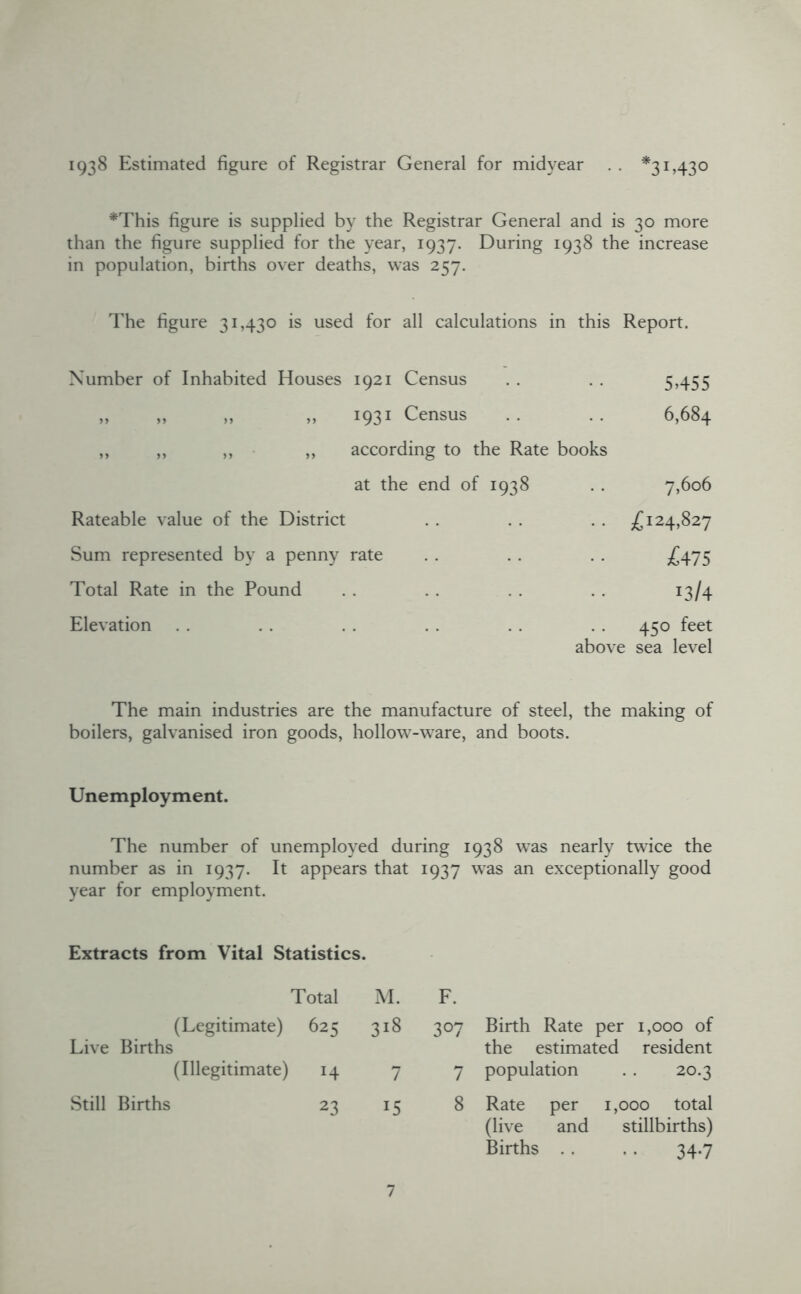 1938 Estimated figure of Registrar General for midyear . . *31,430
*This figure is supplied by the Registrar General and is 30 more
than the figure supplied for the year, 1937. During 1938 the increase
in population, births over deaths, was 257.
The figure 31,430 is used for all calculations in this Report.
Number of Inhabited Houses 1921 Census . . . . 5,455
,, ,, ,, ,, 1931 Census . . . . 6,684
,, ,, ,, ,, according to the Rate books
at the end of 1938 . . 7,606
Rateable value of the District . . . . . . £124,827
Sum represented by a penny rate . . . . . . £475
Total Rate in the Pound . . . . . . . . 13/4
Elevation . . . . . . . . . . . . 450 feet
above sea level
The main industries are the manufacture of steel, the making of
boilers, galvanised iron goods, hollow-ware, and boots.
Unemployment.
The number of unemployed during 1938 was nearly twice the
number as in 1937. It appears that 1937 was an exceptionally good
year for employment.
Extracts from Vital Statistics.
Total M. F.
(Legitimate) 625 318 307 Birth Rate per 1,000 of
Live Births the estimated resident
(Illegitimate) 14 7 7 population . . 20.3
Still Births 23 15 8 Rate per 1,000 total
(live and stillbirths)
Births . . . . 34.7
7